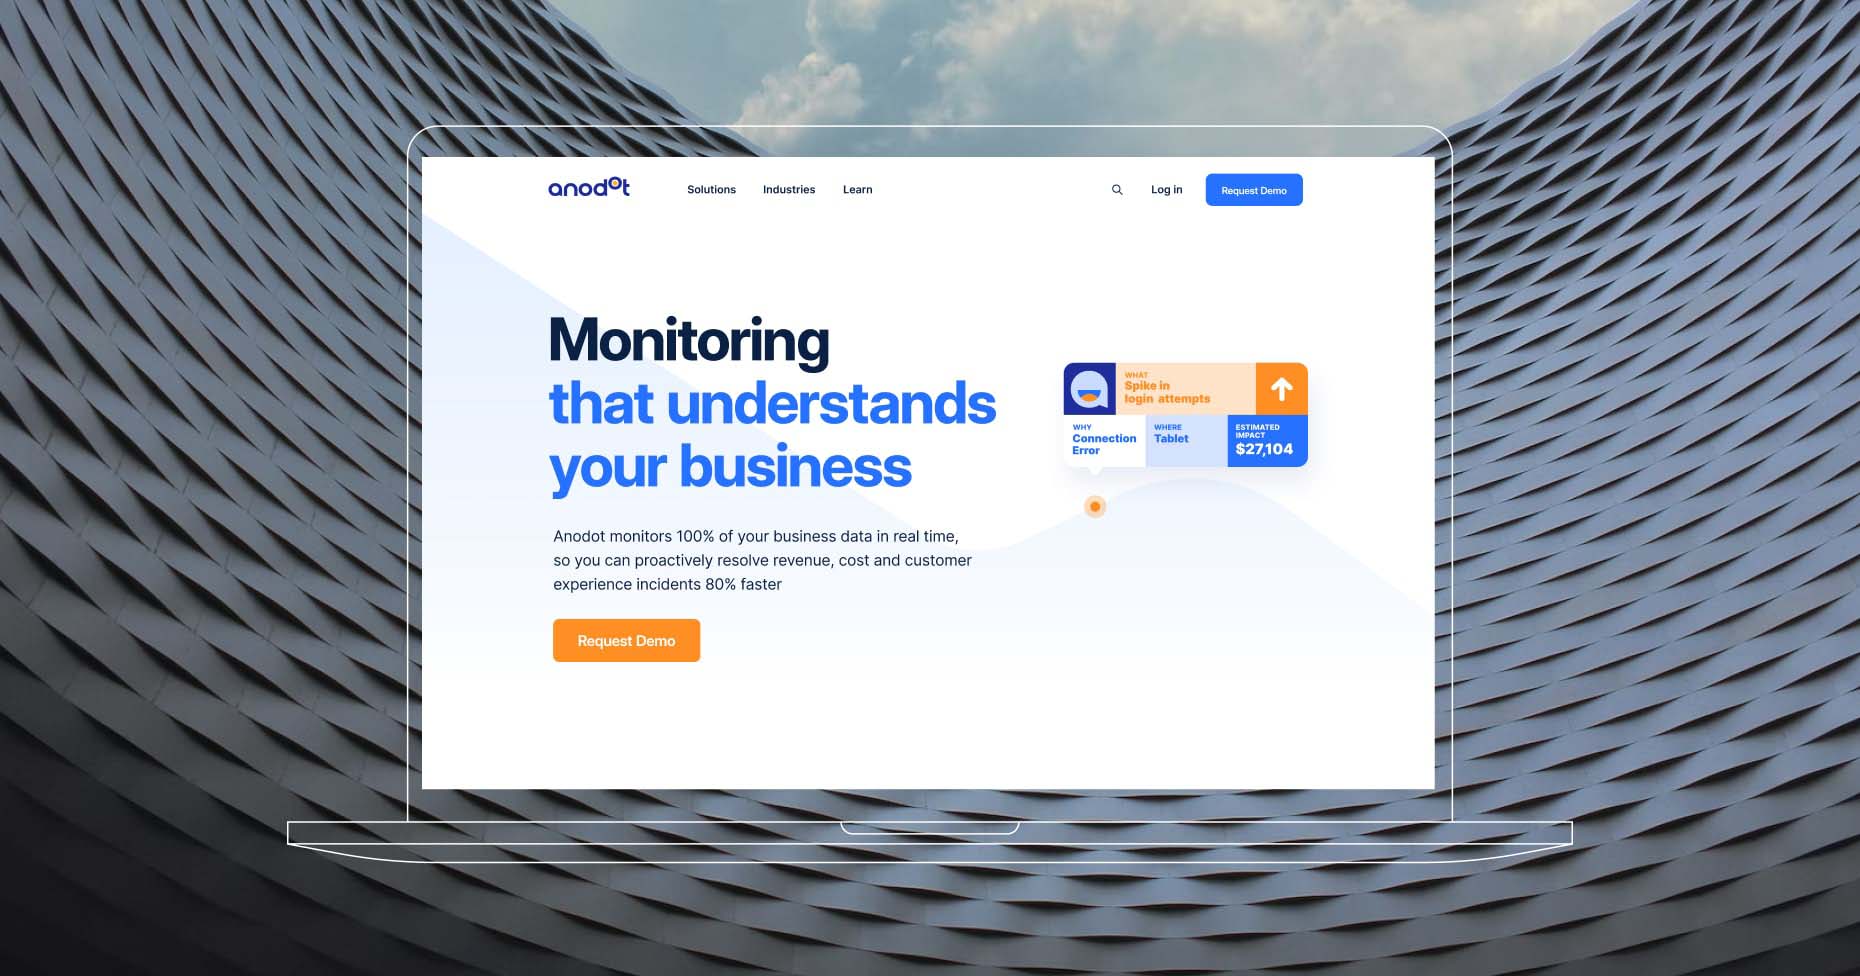 anodot
Solutions
Industries
Learn
Log in
Request Demo
Monitoring
that understands
your business
Anodot monitors 100% of your business data in real time,
so you can proactively resolve revenue, cost and customer
experience incidents 80% faster
Request Demo
WHAT
Spike in
login attempts
WHY
Connection
Error
WHERE
Tablet
ESTIMATED
IMPACT
$27,104